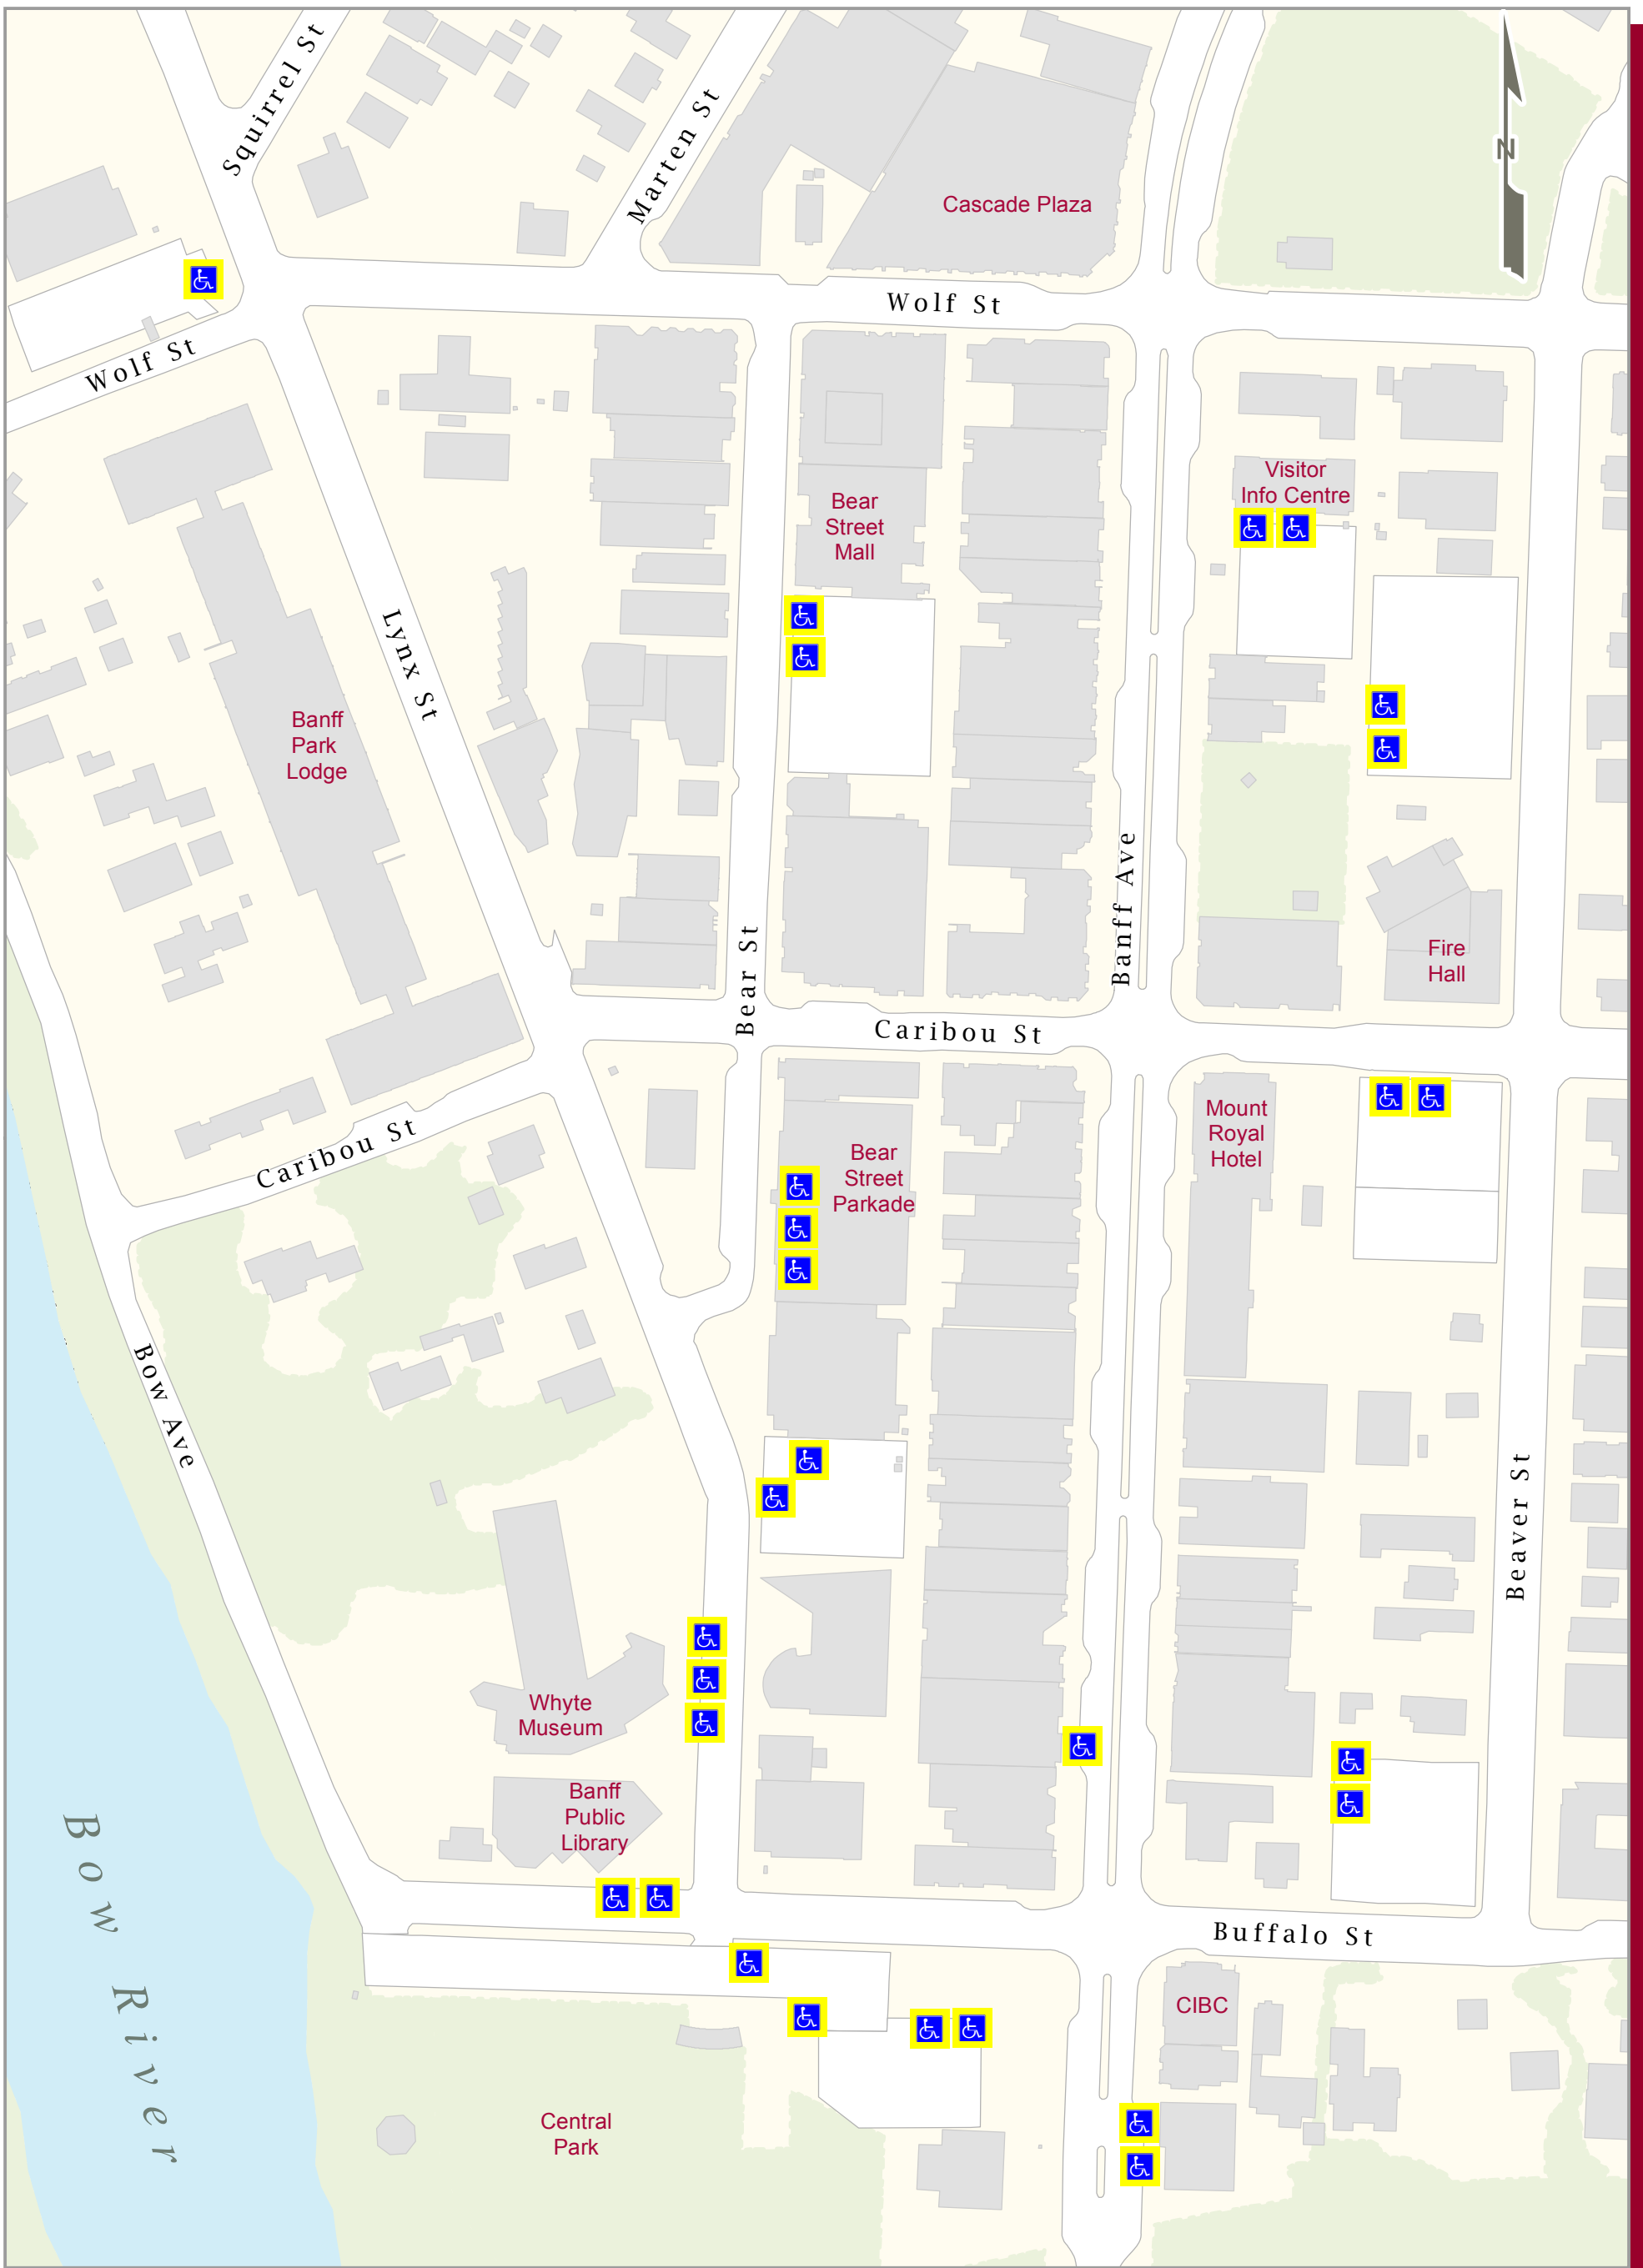 Squirrel St
Marten St
N
Cascade Plaza
Wolf St
Wolf St
Visitor
Info Centre
Bear
Street
Mall
Lynx St
Banff
Park
Lodge
Banff Ave
Bear St
Fire
Hall
Caribou St
Mount
Royal
Hotel
Caribou St
Bear
Street
Parkade
Bow Ave
Beaver St
Whyte
Museum
Banff
Public
Library
Bow River
Buffalo St
CIBC
Central
Park